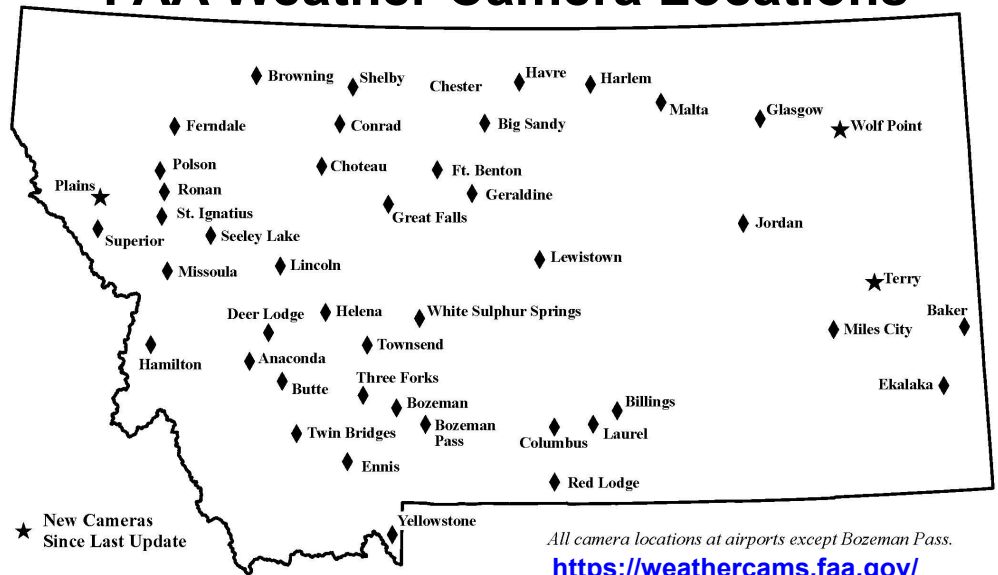 FAA Weather Camera Locations
Browning
Shelby
Chester
Havre
Harlem
Malta
Glasgow
Wolf Point
Ferndale
Conrad
Big Sandy
Polson
Choteau
Ft. Benton
Plains
Ronan
Geraldine
St. Ignatius
Great Falls
Superior
Seeley Lake
Jordan
Missoula
Lincoln
Lewistown
Terry
Deer Lodge
Helena
White Sulphur Springs
Baker
Miles City
Hamilton
Anaconda
Townsend
Butte
Three Forks
Ekalaka
Bozeman
Billings
Twin Bridges
Bozeman
Pass
Columbus
Laurel
Ennis
Red Lodge
Yellowstone
New Cameras
Since Last Update
All camera locations at airports except Bozeman Pass.
https://weathercams.faa.gov/